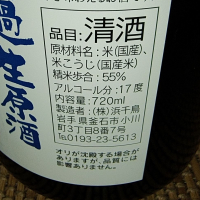 品目：清酒
原材料名：米（国産）、
米こうじ（国産米）
精米歩合：55%
アルコール分：17度
内容量：720ml
製造者：（株）浜千鳥
岩手県釜石市小川
町3丁目8番7号
℡.0193-23-5613
オリが沈殿する場合が
ありますが、品質には
影響ありません。
過
生原酒